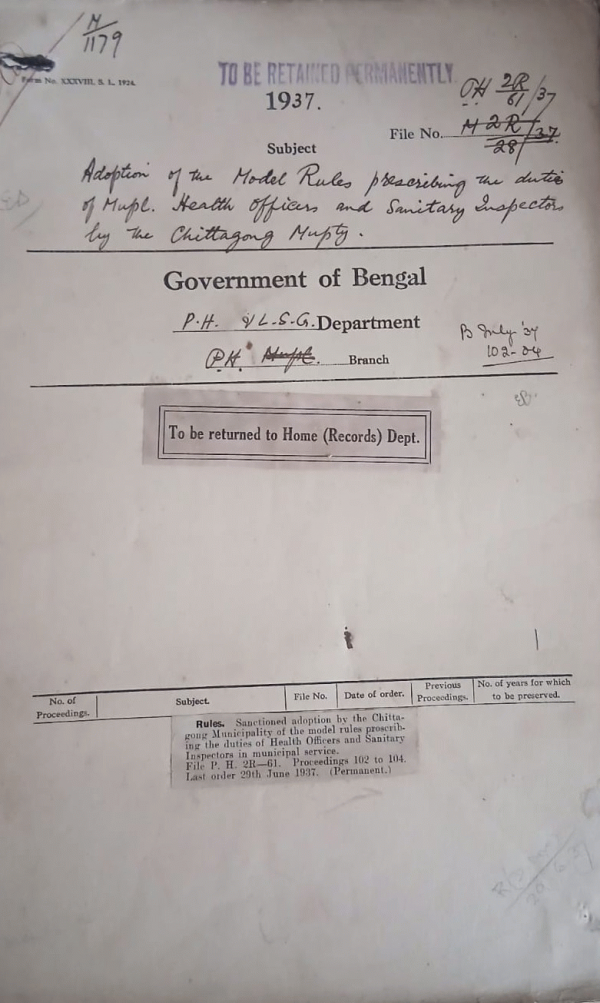 M/1179
Form No. XXXVIII, S. L. 1924.
TO BE RETAINED PERMANENTLY.
1937.
PH 2R/61/37
File No. M 2R/28/37
Subject
Adoption of the Model Rules prescribing the duties
of Mupl. Health Officers and Sanitary Inspectors
by the Chittagong Mupty.
Government of Bengal
P.H. & L.S.G. Department
P.H. Mupl. Branch
B July '37
102-04
To be returned to Home (Records) Dept.
No. of Proceedings.
Subject.
File No.
Date of order.
Previous Proceedings.
No. of years for which to be preserved.
Rules. Sanctioned adoption by the Chitta-
gong Municipality of the model rules proscrib-
ing the duties of Health Officers and Sanitary
Inspectors in municipal service.
File P. H. 2R—61. Proceedings 102 to 104.
Last order 29th June 1937. (Permanent.)